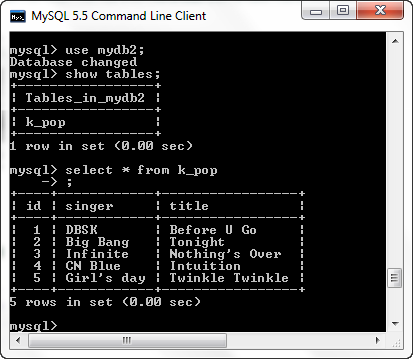 MySQL 5.5 Command Line Client
mysql> use mydb2;
Database changed
mysql> show tables;
+-----------------+
| Tables_in_mydb2 |
+-----------------+
| k_pop           |
+-----------------+
1 row in set (0.00 sec)
mysql> select * from k_pop
    -> ;
+----+------------+-----------------+
| id | singer     | title           |
+----+------------+-----------------+
|  1 | DBSK       | Before U Go     |
|  2 | Big Bang   | Tonight         |
|  3 | Infinite   | Nothing's Over  |
|  4 | CN Blue    | Intuition       |
|  5 | Girl's day | Twinkle Twinkle |
+----+------------+-----------------+
5 rows in set (0.00 sec)
mysql>